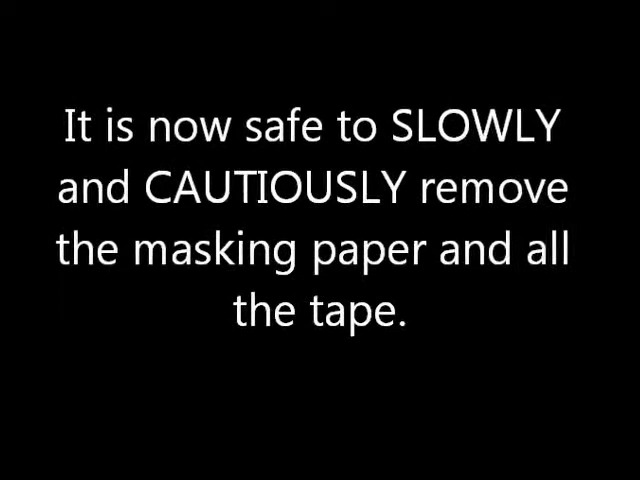 It is now safe to SLOWLY
and CAUTIOUSLY remove
the masking paper and all
the tape.